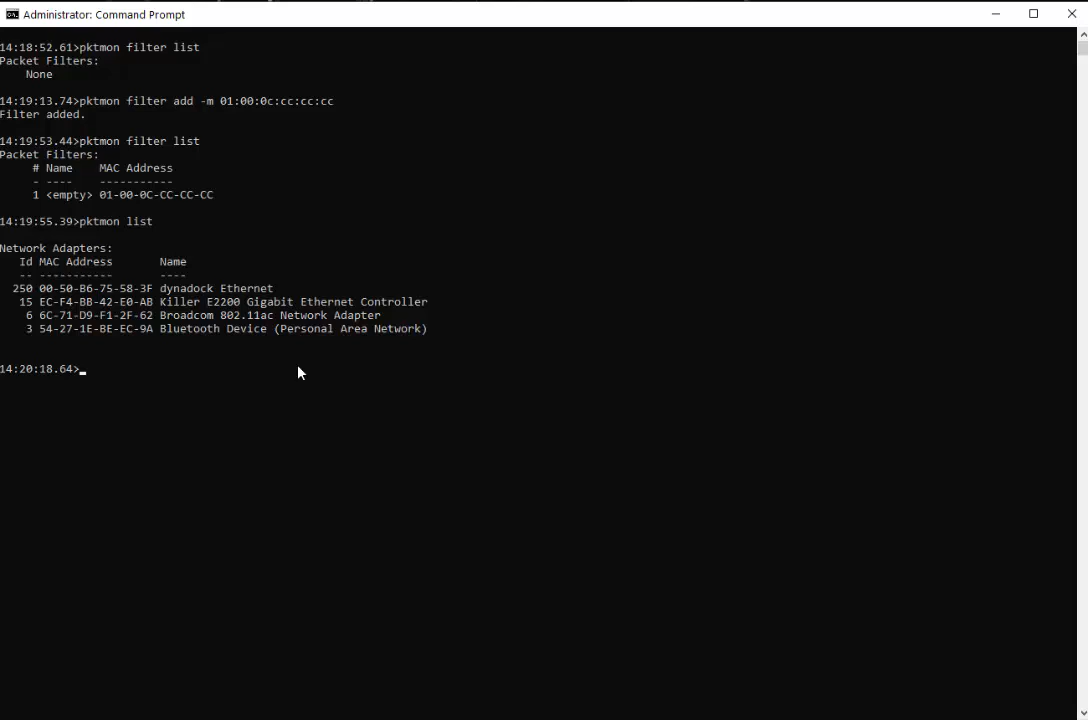 Administrator: Command Prompt
14:18:52.61>pktmon filter list
Packet Filters:
    None
14:19:13.74>pktmon filter add -m 01:00:0c:cc:cc:cc
Filter added.
14:19:53.44>pktmon filter list
Packet Filters:
     # Name    MAC Address
     - ----    -----------
     1 <empty> 01-00-0C-CC-CC-CC
14:19:55.39>pktmon list
Network Adapters:
   Id MAC Address       Name
   -- -----------       ----
  250 00-50-B6-75-58-3F dynadock Ethernet
   15 EC-F4-BB-42-E0-AB Killer E2200 Gigabit Ethernet Controller
    6 6C-71-D9-F1-2F-62 Broadcom 802.11ac Network Adapter
    3 54-27-1E-BE-EC-9A Bluetooth Device (Personal Area Network)
14:20:18.64>